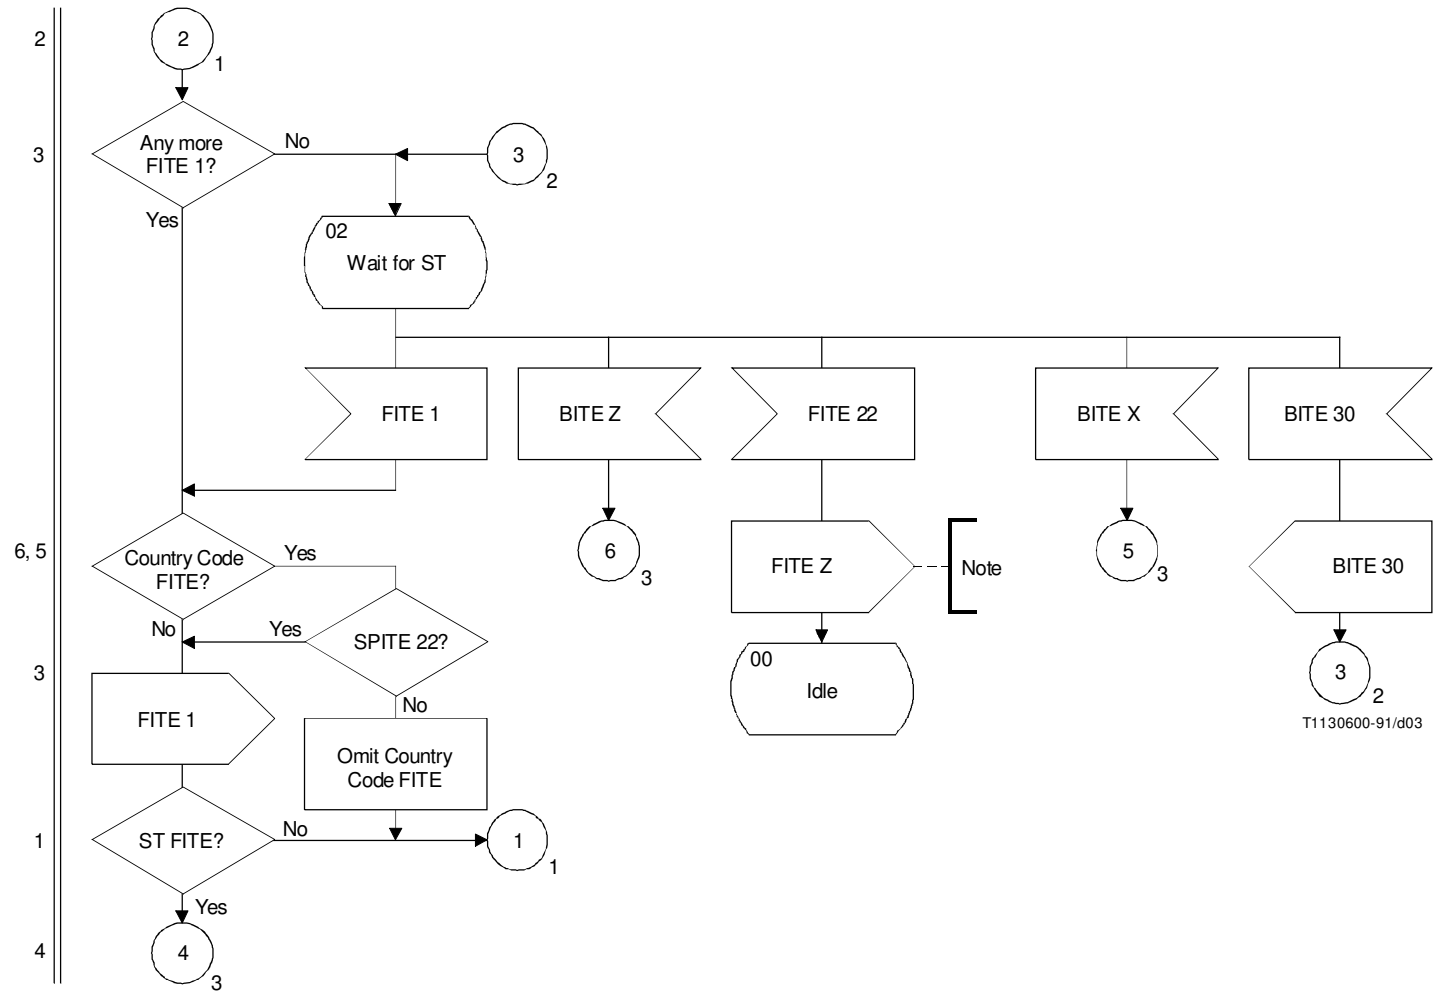 2
2
1
3
Any more
FITE 1?
No
3
2
Yes
02
Wait for ST
FITE 1
BITE Z
FITE 22
BITE X
BITE 30
6, 5
Country Code
FITE?
Yes
6
3
FITE Z
Note
5
3
BITE 30
No
Yes
SPITE 22?
3
00
Idle
3
2
No
FITE 1
T1130600-91/d03
Omit Country
Code FITE
1
ST FITE?
No
1
1
Yes
4
4
3